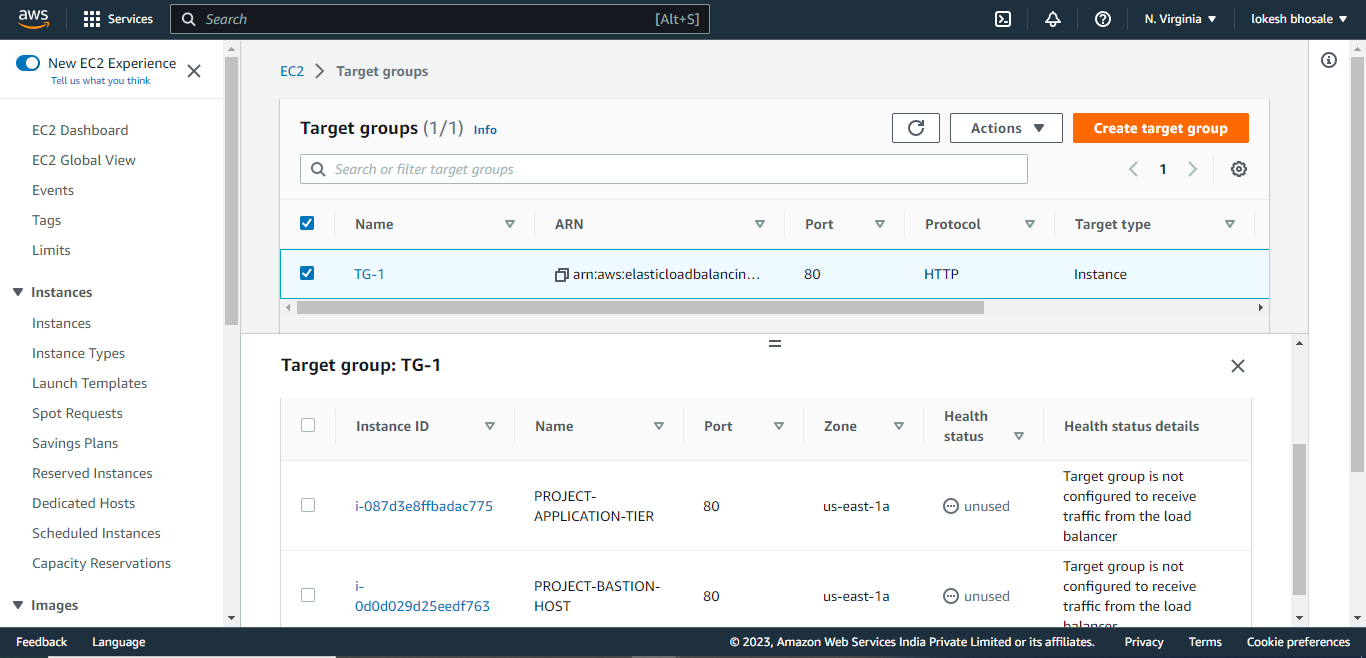 aws
Services
Search
[Alt+S]
N. Virginia
lokesh bhosale
New EC2 Experience
Tell us what you think
EC2 Dashboard
EC2 Global View
Events
Tags
Limits
Instances
Instances
Instance Types
Launch Templates
Spot Requests
Savings Plans
Reserved Instances
Dedicated Hosts
Scheduled Instances
Capacity Reservations
Images
EC2 > Target groups
Target groups (1/1) Info
Actions
Create target group
Search or filter target groups
1
Name ARN Port Protocol Target type
TG-1 arn:aws:elasticloadbalancin... 80 HTTP Instance
Target group: TG-1
Instance ID Name Port Zone Health status Health status details
i-087d3e8ffbadac775
PROJECT-
APPLICATION-TIER
80
us-east-1a
unused
Target group is not
configured to receive
traffic from the load
balancer
i-
0d0d029d25eedf763
PROJECT-BASTION-
HOST
80
us-east-1a
unused
Target group is not
configured to receive
traffic from the load
balancer
Feedback Language © 2023, Amazon Web Services India Private Limited or its affiliates. Privacy Terms Cookie preferences